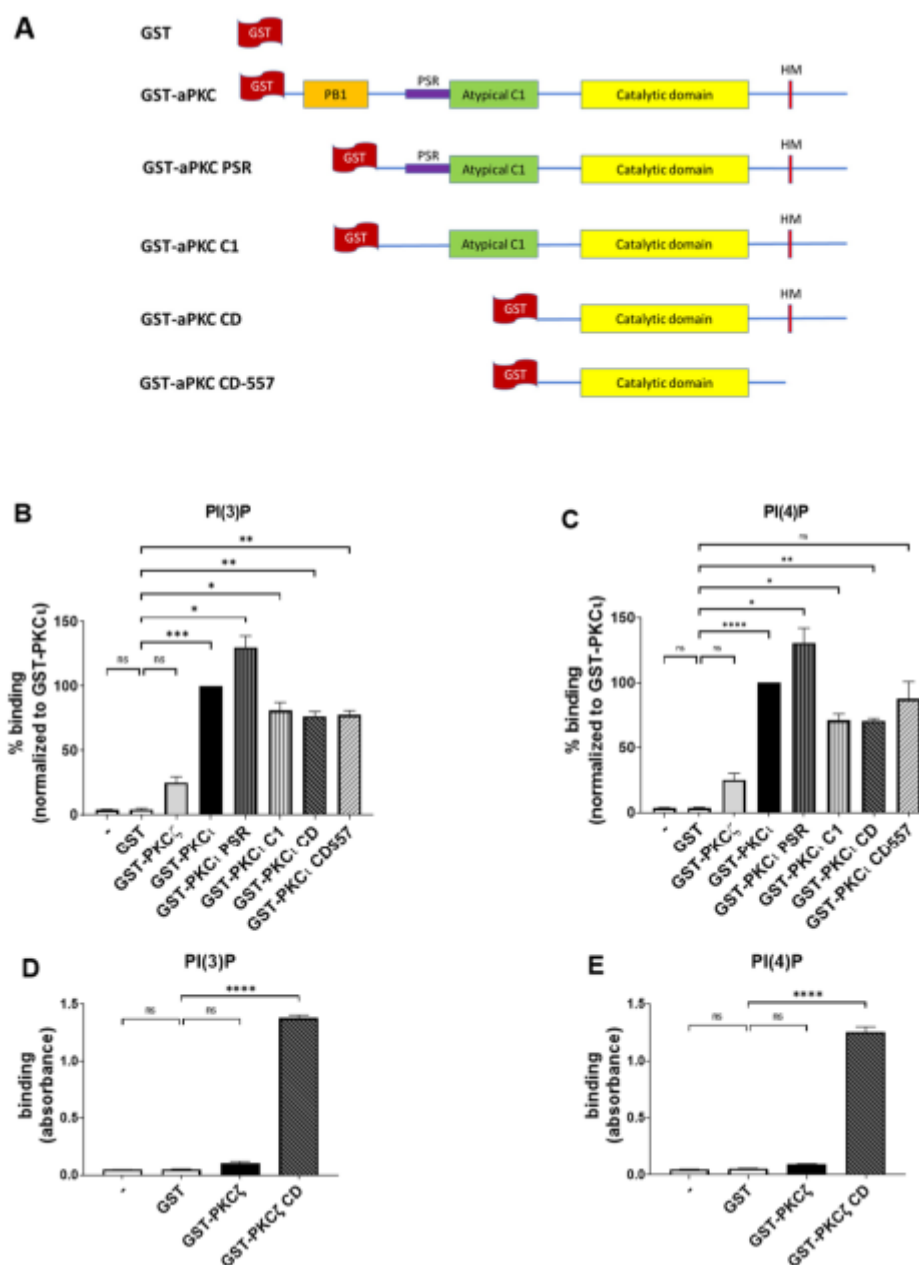 A
GST
GST
GST-aPKC
GST
PB1
PSR
Atypical C1
Catalytic domain
HM
GST-aPKC PSR
GST
PSR
Atypical C1
Catalytic domain
HM
GST-aPKC C1
GST
Atypical C1
Catalytic domain
HM
GST-aPKC CD
GST
Catalytic domain
HM
GST-aPKC CD-557
GST
Catalytic domain
B
PI(3)P
% binding
(normalized to GST-PKCι)
150
100
50
0
ns
ns
***
*
*
**
**
-
GST
GST-PKCζ
GST-PKCι
GST-PKCι PSR
GST-PKCι C1
GST-PKCι CD
GST-PKCι CD557
C
PI(4)P
% binding
(normalized to GST-PKCι)
150
100
50
0
ns
ns
****
*
*
**
ns
-
GST
GST-PKCζ
GST-PKCι
GST-PKCι PSR
GST-PKCι C1
GST-PKCι CD
GST-PKCι CD557
D
PI(3)P
binding
(absorbance)
1.5
1.0
0.5
0.0
ns
ns
****
-
GST
GST-PKCζ
GST-PKCζ CD
E
PI(4)P
binding
(absorbance)
1.5
1.0
0.5
0.0
ns
ns
****
-
GST
GST-PKCζ
GST-PKCζ CD